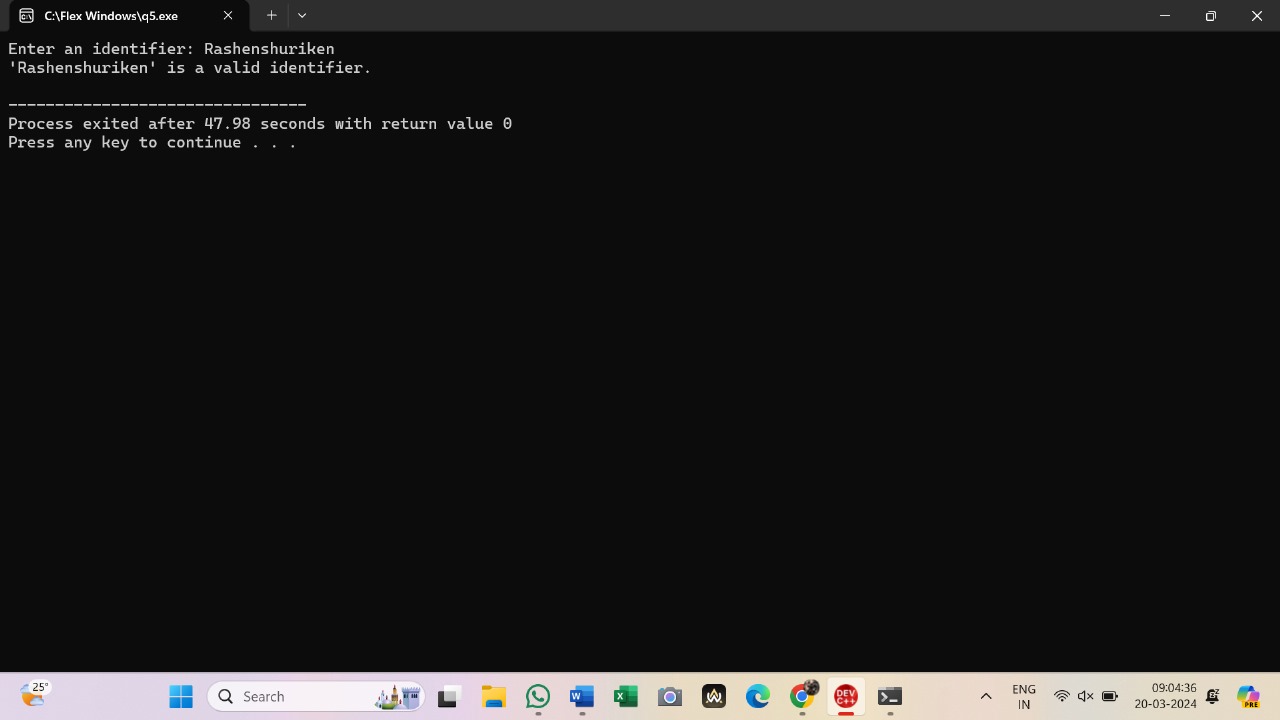 C:\Flex Windows\q5.exe
Enter an identifier: Rashenshuriken
'Rashenshuriken' is a valid identifier.
--------------------------------
Process exited after 47.98 seconds with return value 0
Press any key to continue . . .
25°
Search
W
X
DEV
C++
ENG
IN
09:04:36
20-03-2024
PRE